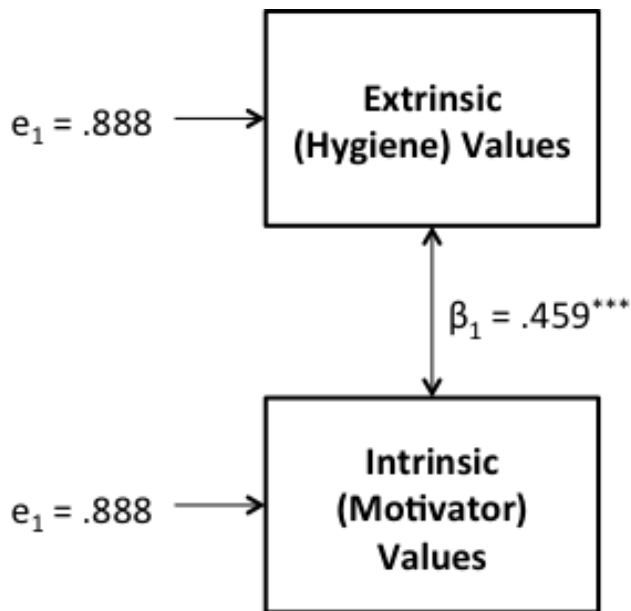 Extrinsic
(Hygiene) Values
e₁ = .888
β₁ = .459***
Intrinsic
(Motivator)
Values
e₁ = .888